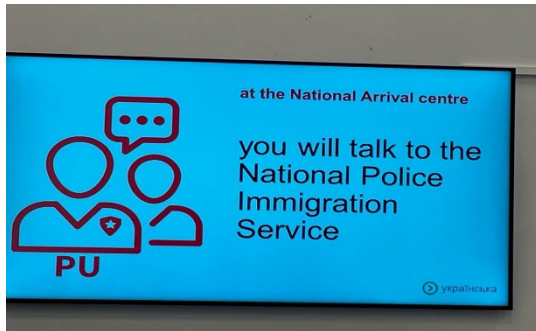 at the National Arrival centre
you will talk to the
National Police
Immigration
Service
PU
українська